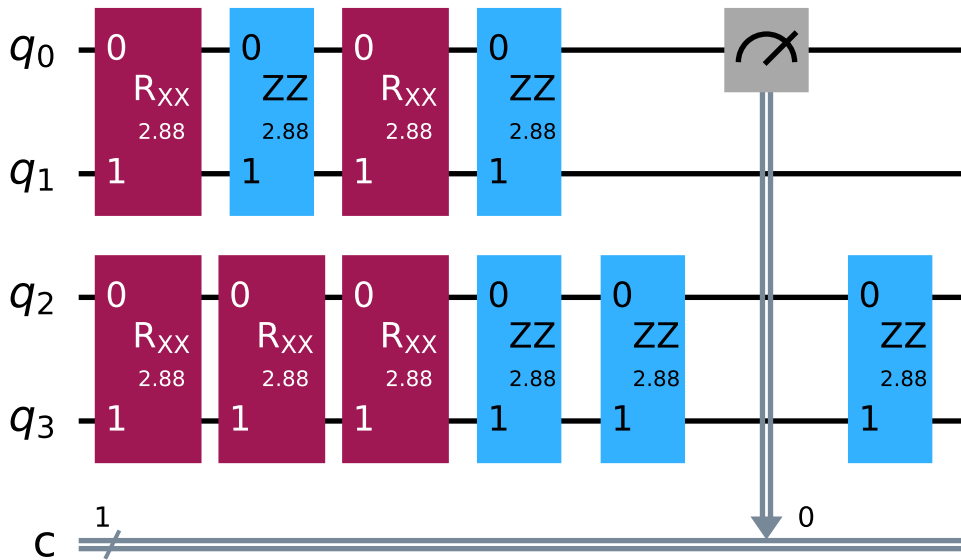 q0 0 0 0 0
RXX ZZ RXX ZZ
2.88 2.88 2.88 2.88
q1 1 1 1 1
q2 0 0 0 0 0 0
RXX RXX RXX ZZ ZZ ZZ
2.88 2.88 2.88 2.88 2.88 2.88
q3 1 1 1 1 1 1
1 0
c